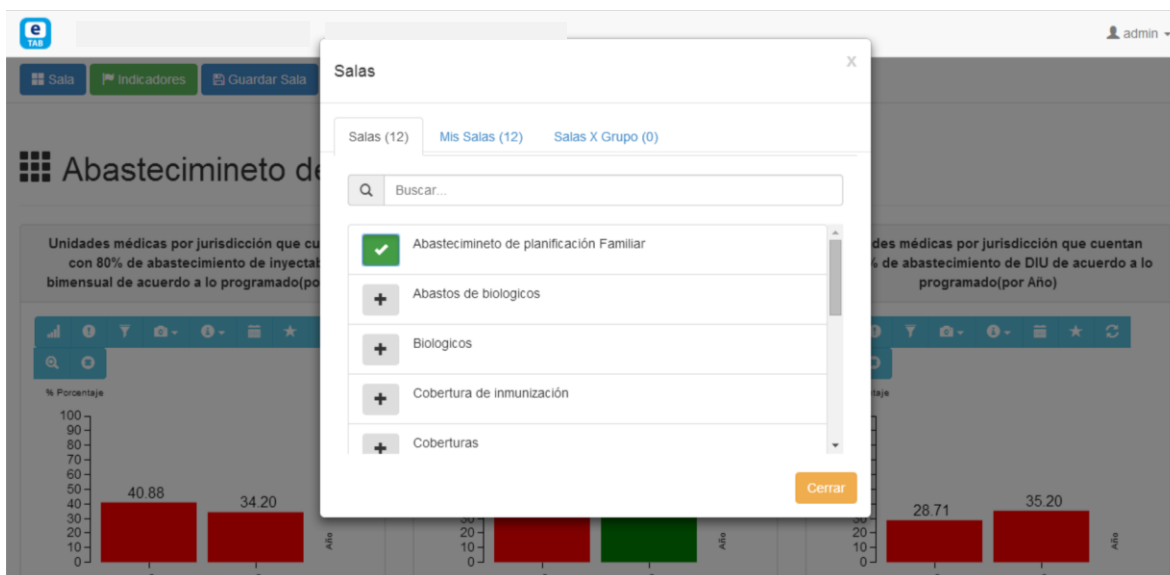 e
TAB
admin
Sala
Indicadores
Guardar Sala
Abastecimineto de
Unidades médicas por jurisdicción que cu
con 80% de abastecimiento de inyectab
bimensual de acuerdo a lo programado(po
% Porcentaje
100
90
80
70
60
50
40
30
20
10
0
40.88
34.20
Año
Salas
X
Salas (12)
Mis Salas (12)
Salas X Grupo (0)
Buscar...
Abastecimineto de planificación Familiar
Abastos de biologicos
Biologicos
Cobertura de inmunización
Coberturas
Cerrar
30
20
10
0
Año
des médicas por jurisdicción que cuentan
de abastecimiento de DIU de acuerdo a lo
programado(por Año)
taje
30
20
10
0
28.71
35.20
Año